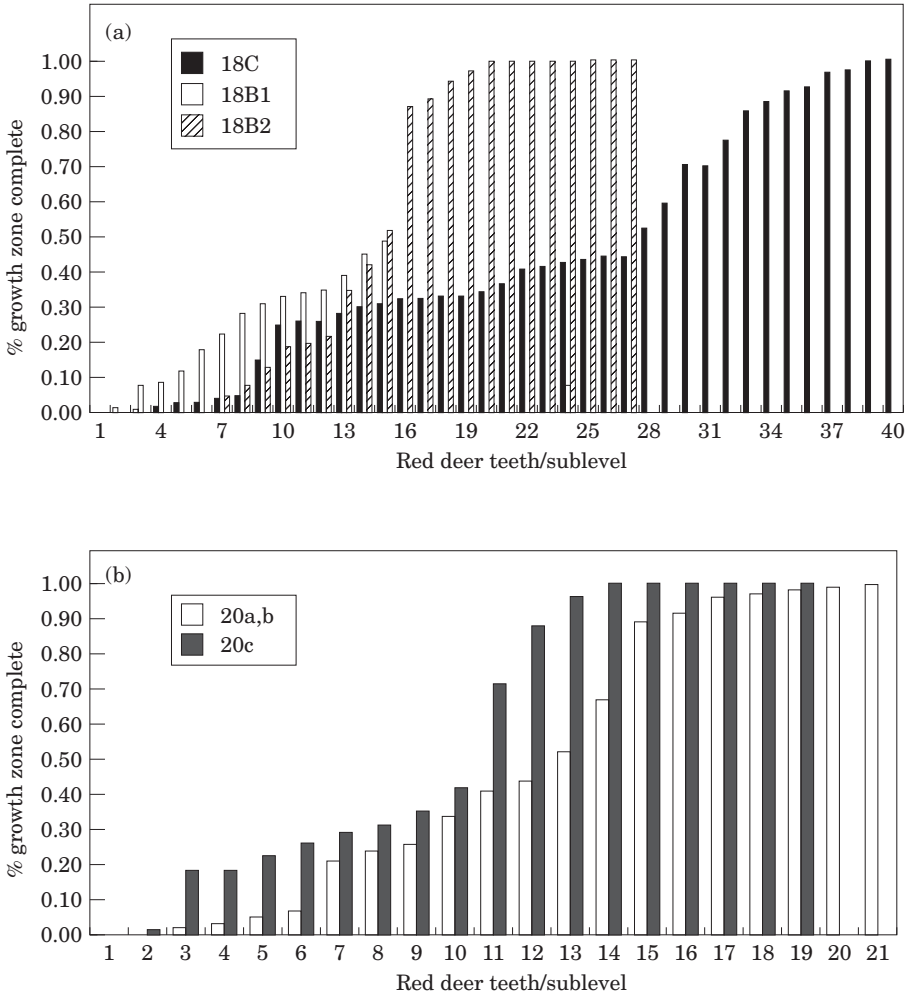 (a)
18C
18B1
18B2
% growth zone complete
1.00
0.90
0.80
0.70
0.60
0.50
0.40
0.30
0.20
0.10
0.00
1 4 7 10 13 16 19 22 25 28 31 34 37 40
Red deer teeth/sublevel
(b)
20a,b
20c
% growth zone complete
1.00
0.90
0.80
0.70
0.60
0.50
0.40
0.30
0.20
0.10
0.00
1 2 3 4 5 6 7 8 9 10 11 12 13 14 15 16 17 18 19 20 21
Red deer teeth/sublevel